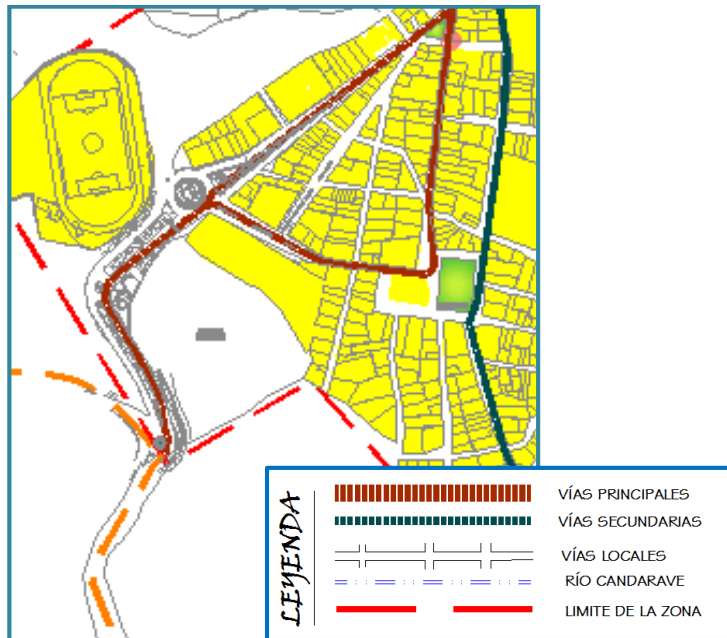 LEYENDA
VÍAS PRINCIPALES
VÍAS SECUNDARIAS
VÍAS LOCALES
RÍO CANDARAVE
LIMITE DE LA ZONA